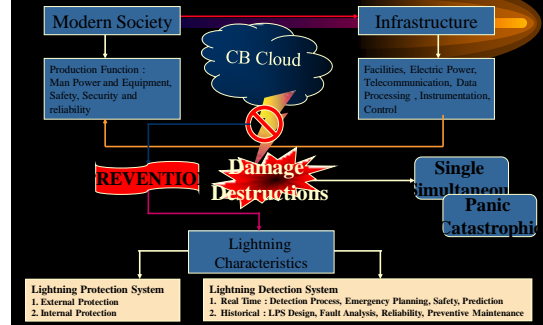 Modern Society
Infrastructure
CB Cloud
Production Function :
Man Power and Equipment,
Safety, Security and
reliability
Facilities, Electric Power,
Telecommunication, Data
Processing , Instrumentation,
Control
REVENTIO
Damage
Destructions
Single
Simultaneou
Panic
Catastrophic
Lightning
Characteristics
Lightning Protection System
1. External Protection
2. Internal Protection
Lightning Detection System
1. Real Time : Detection Process, Emergency Planning, Safety, Prediction
2. Historical : LPS Design, Fault Analysis, Reliability, Preventive Maintenance